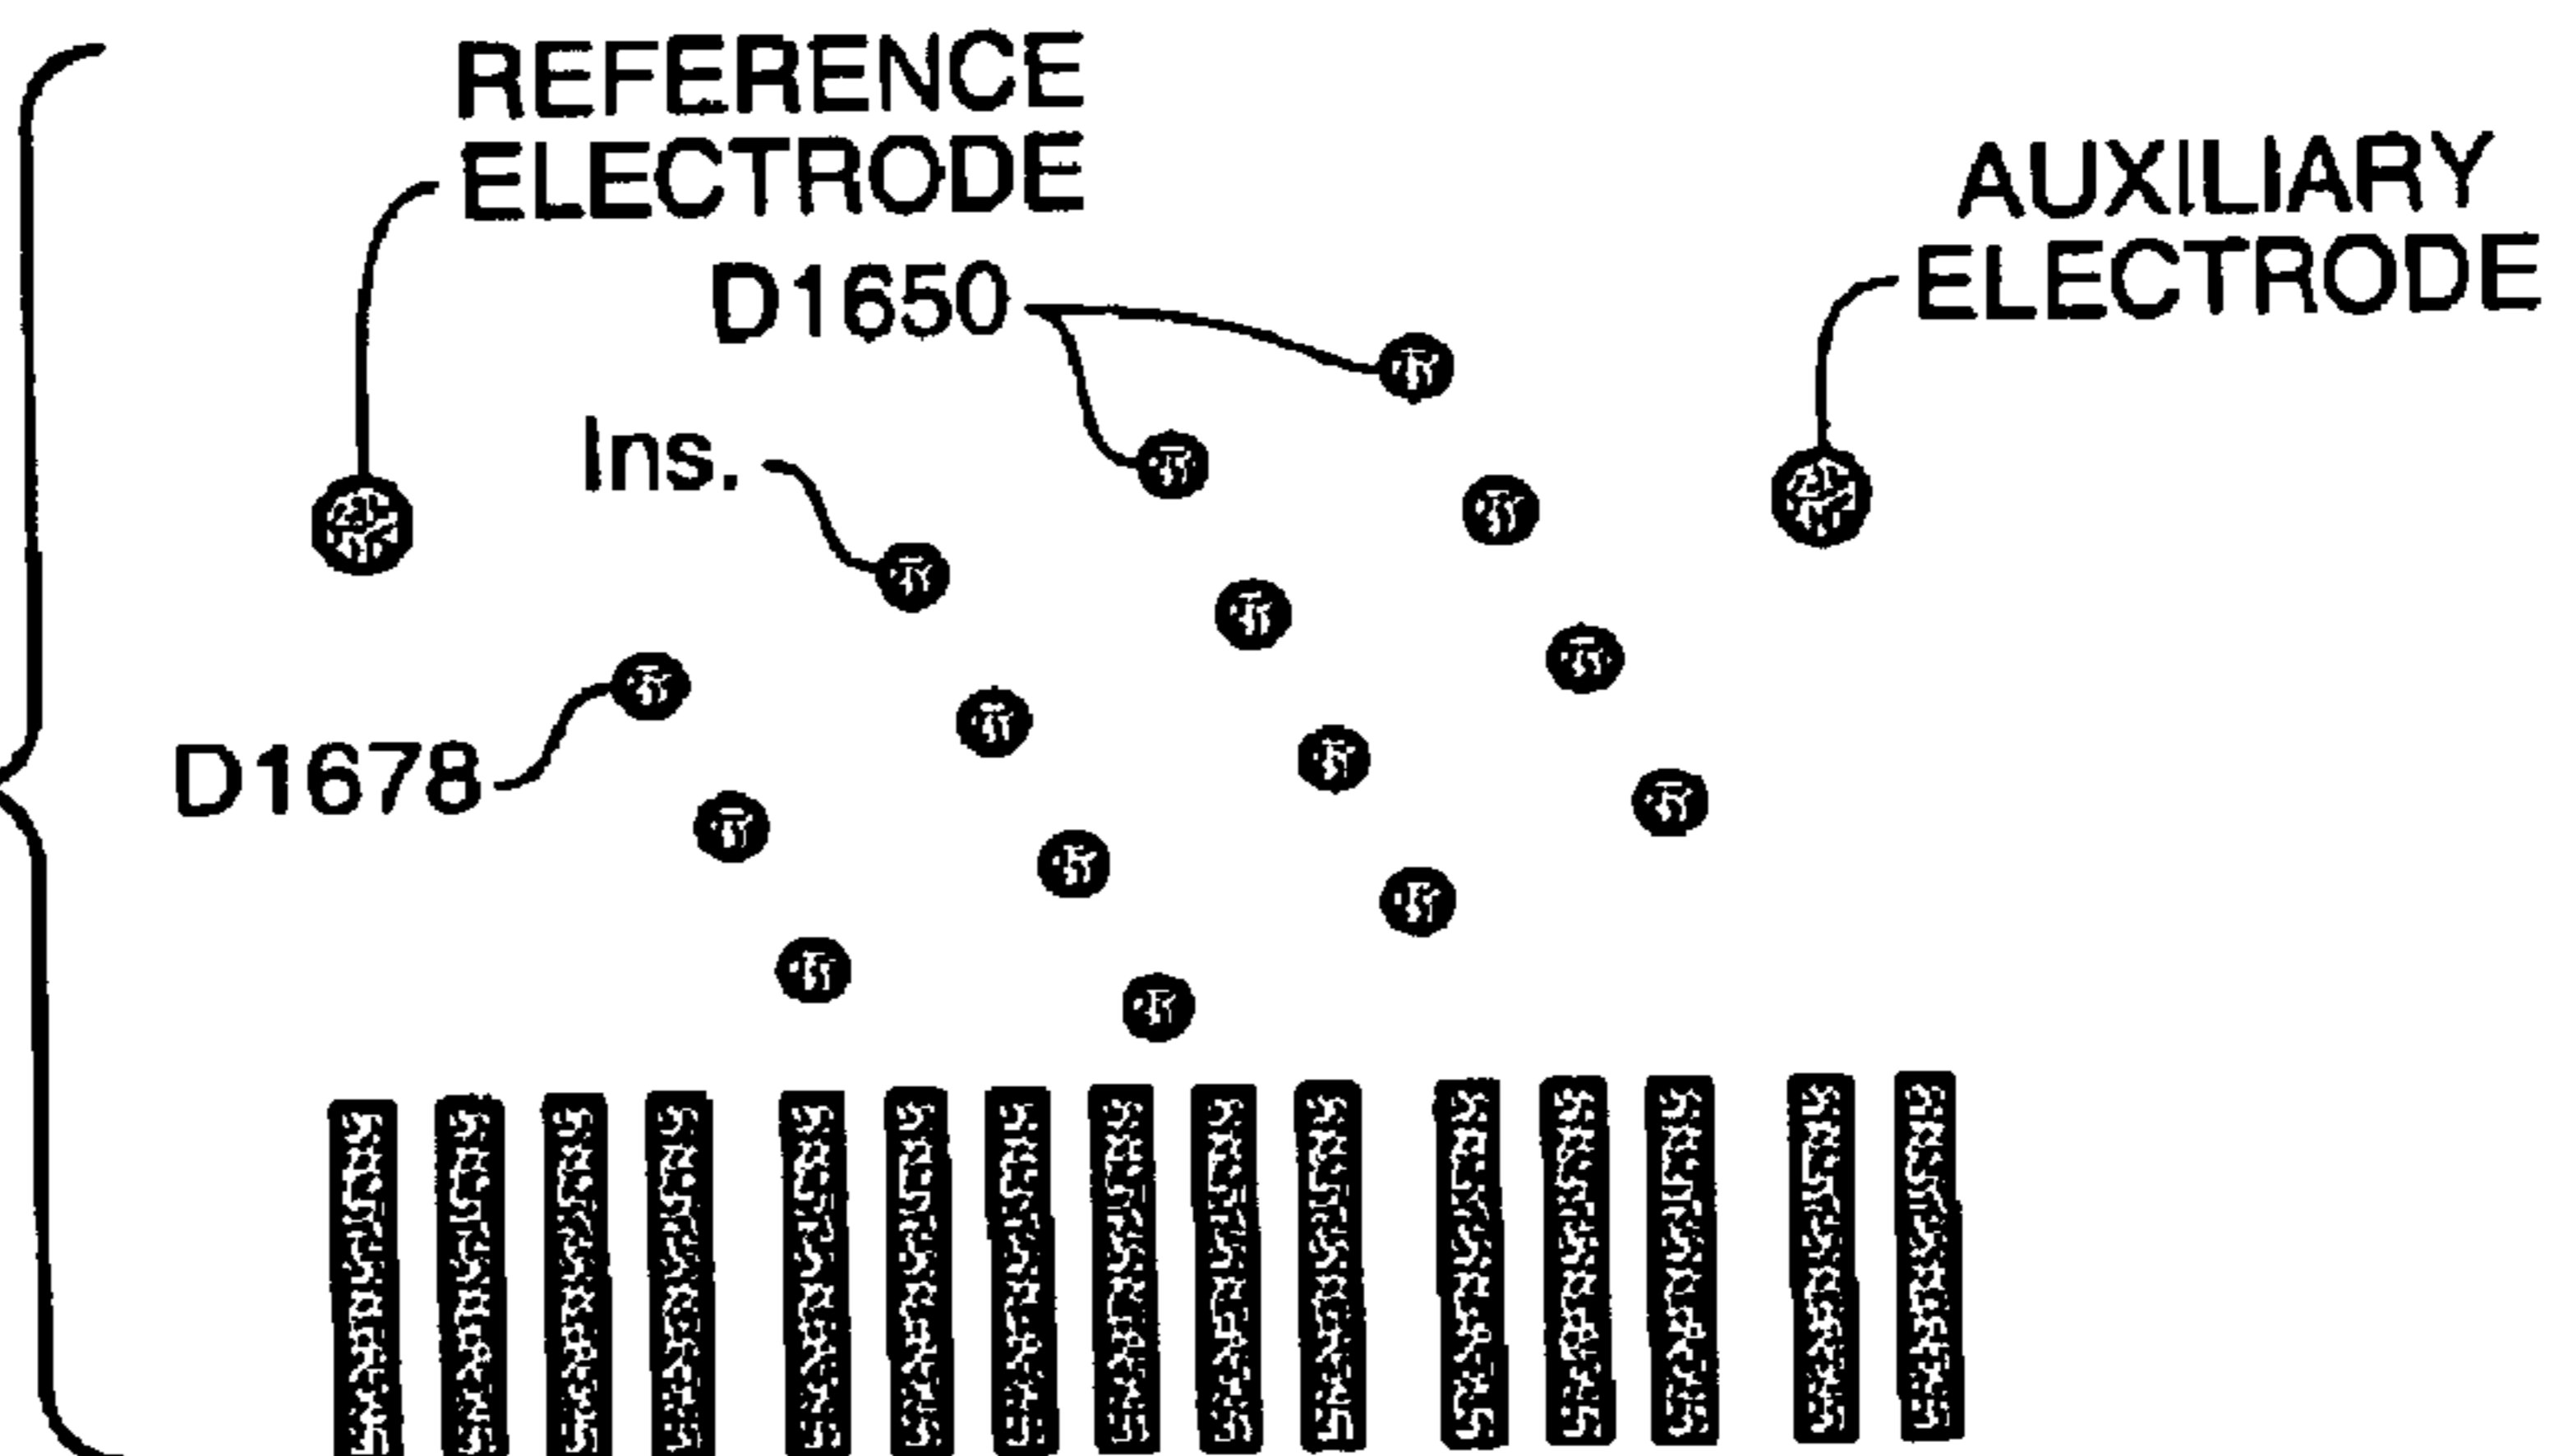 REFERENCE
ELECTRODE
AUXILIARY
ELECTRODE
D1650
Ins.
D1678